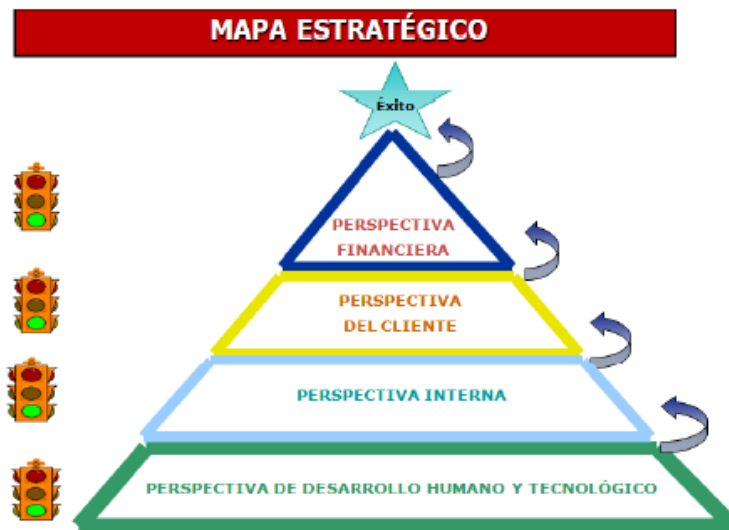 MAPA ESTRATÉGICO
Éxito
PERSPECTIVA
FINANCIERA
PERSPECTIVA
DEL CLIENTE
PERSPECTIVA INTERNA
PERSPECTIVA DE DESARROLLO HUMANO Y TECNOLÓGICO